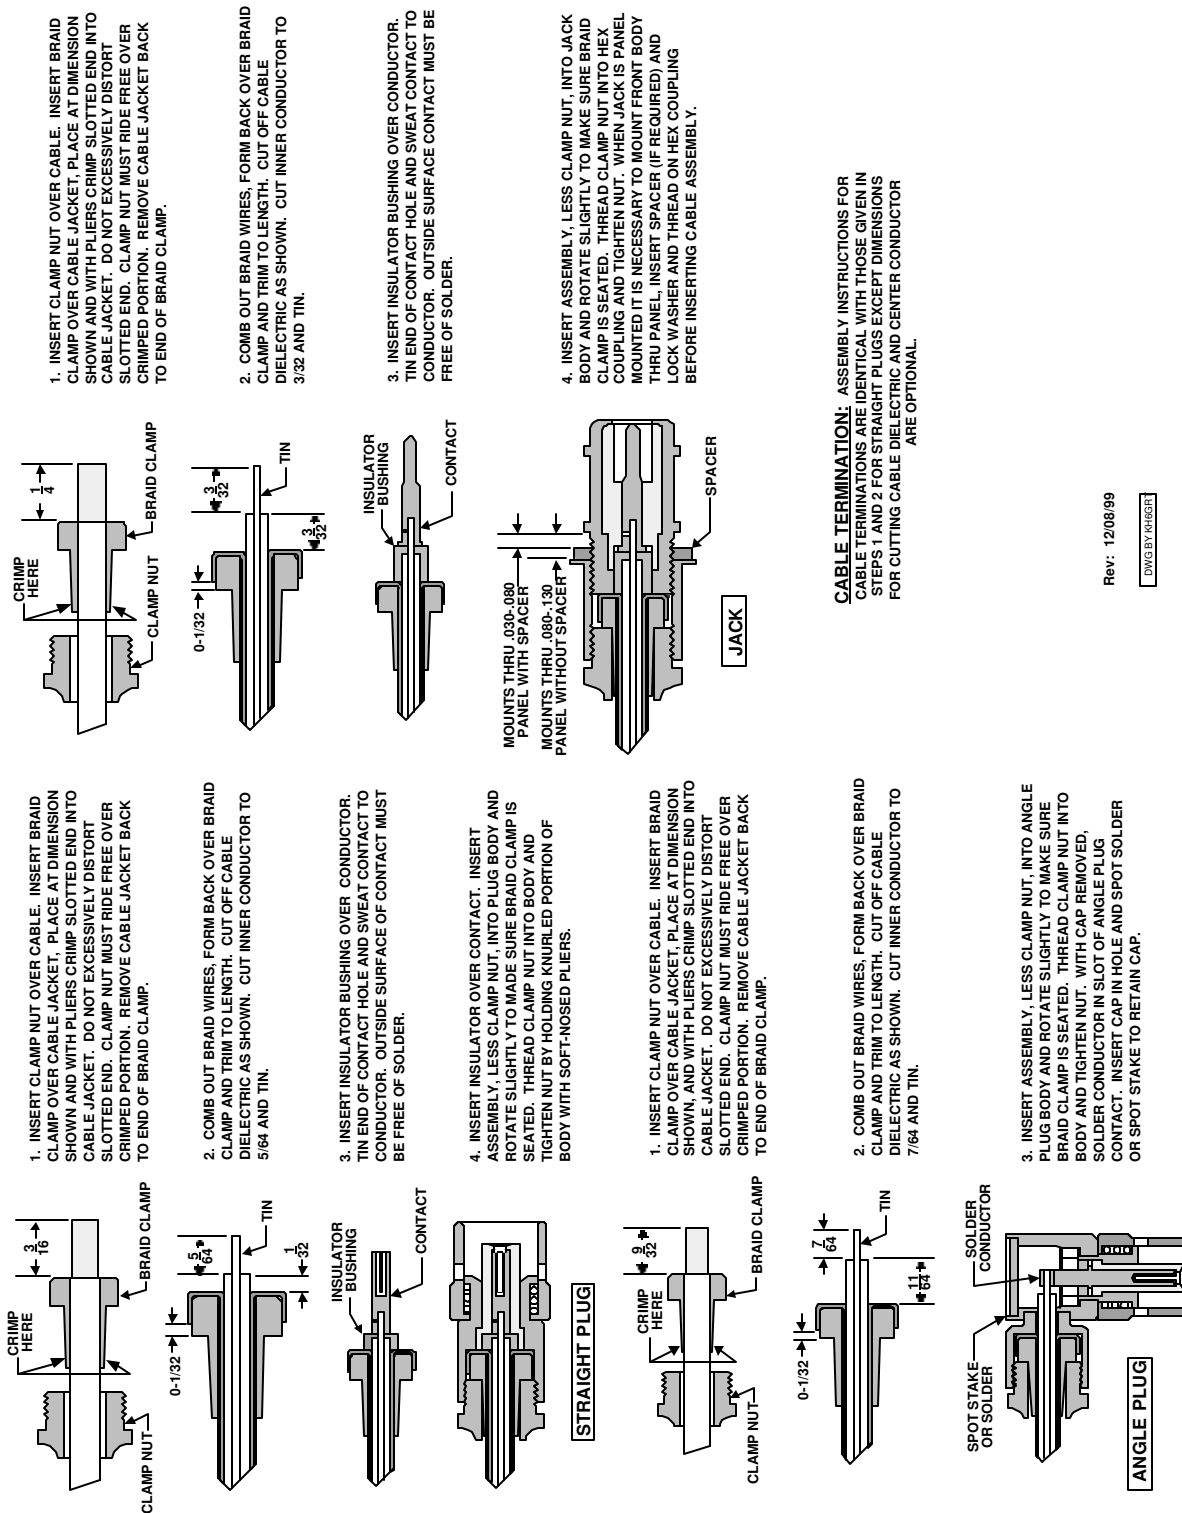 CRIMP
HERE
3
16
BRAID CLAMP
CLAMP NUT
1. INSERT CLAMP NUT OVER CABLE. INSERT BRAID
CLAMP OVER CABLE JACKET, PLACE AT DIMENSION
SHOWN AND WITH PLIERS CRIMP SLOTTED END INTO
CABLE JACKET. DO NOT EXCESSIVELY DISTORT
SLOTTED END. CLAMP NUT MUST RIDE FREE OVER
CRIMPED PORTION. REMOVE CABLE JACKET BACK
TO END OF BRAID CLAMP.
0-1/32
5
64
TIN
1
32
2. COMB OUT BRAID WIRES, FORM BACK OVER BRAID
CLAMP AND TRIM TO LENGTH. CUT OFF CABLE
DIELECTRIC AS SHOWN. CUT INNER CONDUCTOR TO
5/64 AND TIN.
INSULATOR
BUSHING
CONTACT
3. INSERT INSULATOR BUSHING OVER CONDUCTOR.
TIN END OF CONTACT HOLE AND SWEAT CONTACT TO
CONDUCTOR. OUTSIDE SURFACE OF CONTACT MUST
BE FREE OF SOLDER.
4. INSERT INSULATOR OVER CONTACT. INSERT
ASSEMBLY, LESS CLAMP NUT, INTO PLUG BODY AND
ROTATE SLIGHTLY TO MADE SURE BRAID CLAMP IS
SEATED. THREAD CLAMP NUT INTO BODY AND
TIGHTEN NUT BY HOLDING KNURLED PORTION OF
BODY WITH SOFT-NOSED PLIERS.
STRAIGHT PLUG
CRIMP
HERE
9
32
BRAID CLAMP
CLAMP NUT
1. INSERT CLAMP NUT OVER CABLE. INSERT BRAID
CLAMP OVER CABLE JACKET, PLACE AT DIMENSION
SHOWN, AND WITH PLIERS CRIMP SLOTTED END INTO
CABLE JACKET. DO NOT EXCESSIVELY DISTORT
SLOTTED END. CLAMP NUT MUST RIDE FREE OVER
CRIMPED PORTION. REMOVE CABLE JACKET BACK
TO END OF BRAID CLAMP.
0-1/32
7
64
TIN
11
64
2. COMB OUT BRAID WIRES, FORM BACK OVER BRAID
CLAMP AND TRIM TO LENGTH. CUT OFF CABLE
DIELECTRIC AS SHOWN. CUT INNER CONDUCTOR TO
7/64 AND TIN.
SPOT STAKE
OR SOLDER
SOLDER
CONDUCTOR
3. INSERT ASSEMBLY, LESS CLAMP NUT, INTO ANGLE
PLUG BODY AND ROTATE SLIGHTLY TO MAKE SURE
BRAID CLAMP IS SEATED. THREAD CLAMP NUT INTO
BODY AND TIGHTEN NUT. WITH CAP REMOVED,
SOLDER CONDUCTOR IN SLOT OF ANGLE PLUG
CONTACT. INSERT CAP IN HOLE AND SPOT SOLDER
OR SPOT STAKE TO RETAIN CAP.
ANGLE PLUG
CRIMP
HERE
1
4
BRAID CLAMP
CLAMP NUT
1. INSERT CLAMP NUT OVER CABLE. INSERT BRAID
CLAMP OVER CABLE JACKET, PLACE AT DIMENSION
SHOWN AND WITH PLIERS CRIMP SLOTTED END INTO
CABLE JACKET. DO NOT EXCESSIVELY DISTORT
SLOTTED END. CLAMP NUT MUST RIDE FREE OVER
CRIMPED PORTION. REMOVE CABLE JACKET BACK
TO END OF BRAID CLAMP.
0-1/32
3
32
TIN
3
32
2. COMB OUT BRAID WIRES, FORM BACK OVER BRAID
CLAMP AND TRIM TO LENGTH. CUT OFF CABLE
DIELECTRIC AS SHOWN. CUT INNER CONDUCTOR TO
3/32 AND TIN.
INSULATOR
BUSHING
CONTACT
3. INSERT INSULATOR BUSHING OVER CONDUCTOR.
TIN END OF CONTACT HOLE AND SWEAT CONTACT TO
CONDUCTOR. OUTSIDE SURFACE CONTACT MUST BE
FREE OF SOLDER.
MOUNTS THRU .030-.080
PANEL WITH SPACER
MOUNTS THRU .080-.130
PANEL WITHOUT SPACER
SPACER
4. INSERT ASSEMBLY, LESS CLAMP NUT, INTO JACK
BODY AND ROTATE SLIGHTLY TO MAKE SURE BRAID
CLAMP IS SEATED. THREAD CLAMP NUT INTO HEX
COUPLING AND TIGHTEN NUT. WHEN JACK IS PANEL
MOUNTED IT IS NECESSARY TO MOUNT FRONT BODY
THRU PANEL, INSERT SPACER (IF REQUIRED) AND
LOCK WASHER AND THREAD ON HEX COUPLING
BEFORE INSERTING CABLE ASSEMBLY.
JACK
CABLE TERMINATION: ASSEMBLY INSTRUCTIONS FOR
CABLE TERMINATIONS ARE IDENTICAL WITH THOSE GIVEN IN
STEPS 1 AND 2 FOR STRAIGHT PLUGS EXCEPT DIMENSIONS
FOR CUTTING CABLE DIELECTRIC AND CENTER CONDUCTOR
ARE OPTIONAL.
Rev: 12/08/99
DWG BY KH6GRT